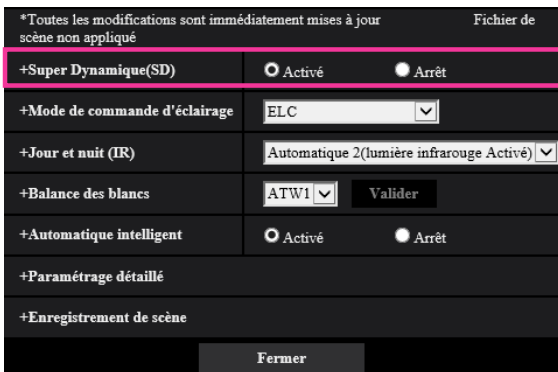 *Toutes les modifications sont immédiatement mises à jour Fichier de
scène non appliqué
+Super Dynamique(SD) Activé Arrêt
+Mode de commande d'éclairage ELC
+Jour et nuit (IR) Automatique 2(lumière infrarouge Activé)
+Balance des blancs ATW1 Valider
+Automatique intelligent Activé Arrêt
+Paramétrage détaillé
+Enregistrement de scène
Fermer